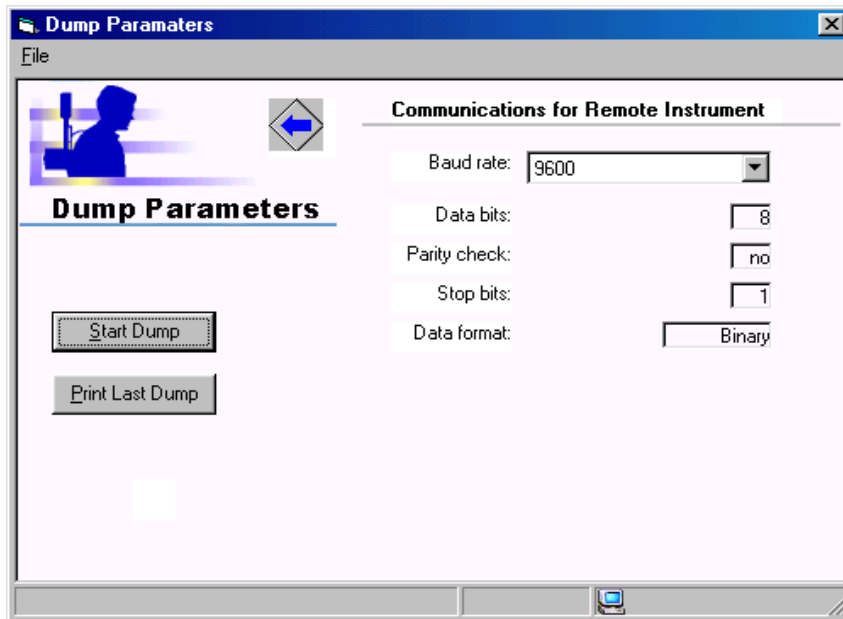 Dump Paramaters
File
Dump Parameters
Start Dump
Print Last Dump
Communications for Remote Instrument
Baud rate: 9600
Data bits: 8
Parity check: no
Stop bits: 1
Data format: Binary